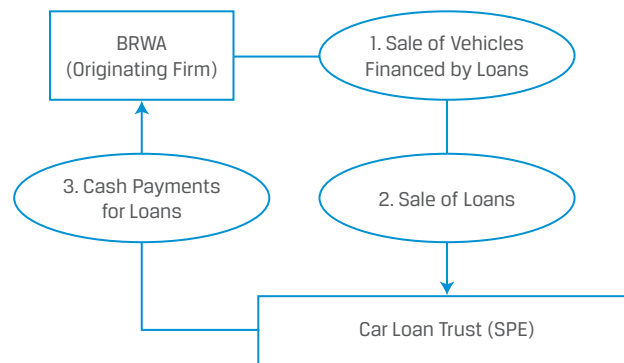 BRWA
(Originating Firm)
1. Sale of Vehicles
Financed by Loans
3. Cash Payments
for Loans
2. Sale of Loans
Car Loan Trust (SPE)